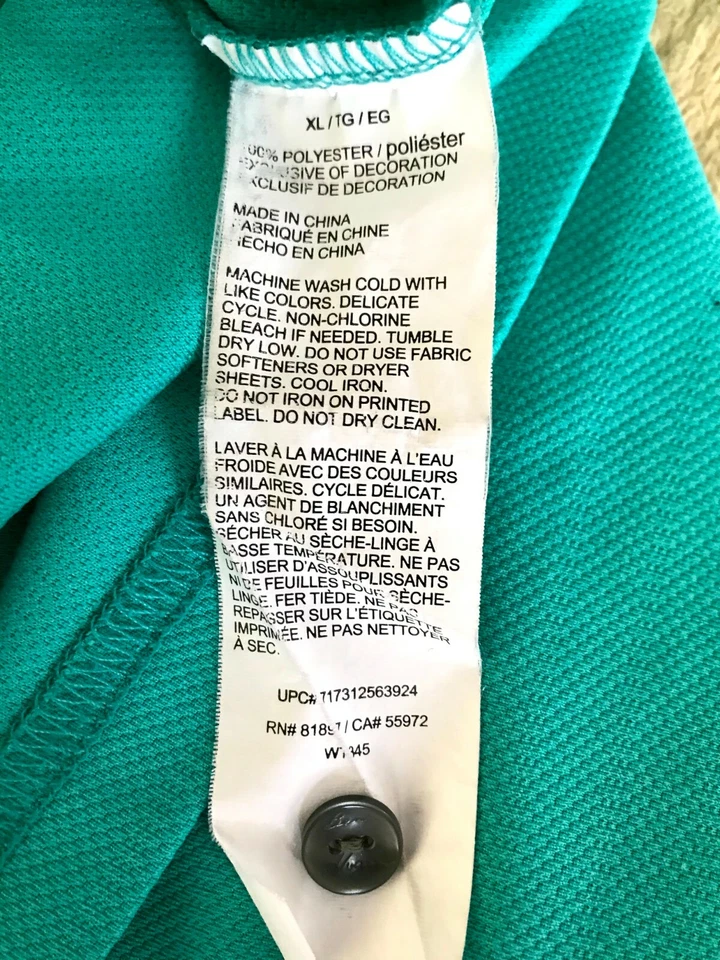 XL / TG / EG
100% POLYESTER / poliéster
EXCLUSIVE OF DECORATION
EXCLUSIF DE DECORATION
MADE IN CHINA
FABRIQUÉ EN CHINE
HECHO EN CHINA
MACHINE WASH COLD WITH
LIKE COLORS. DELICATE
CYCLE. NON-CHLORINE
BLEACH IF NEEDED. TUMBLE
DRY LOW. DO NOT USE FABRIC
SOFTENERS OR DRYER
SHEETS. COOL IRON.
DO NOT IRON ON PRINTED
LABEL. DO NOT DRY CLEAN.
LAVER À LA MACHINE À L'EAU
FROIDE AVEC DES COULEURS
SIMILAIRES. CYCLE DÉLICAT.
UN AGENT DE BLANCHIMENT
SANS CHLORÉ SI BESOIN.
SÉCHER AU SÈCHE-LINGE À
BASSE TEMPÉRATURE. NE PAS
UTILISER D'ASSOUPLISSANTS
NI DE FEUILLES POUR SÈCHE-
LINGE. FER TIÈDE. NE PAS
REPASSER SUR L'ÉTIQUETTE
IMPRIMÉE. NE PAS NETTOYER
À SEC.
UPC# 717312563924
RN# 81897 / CA# 55972